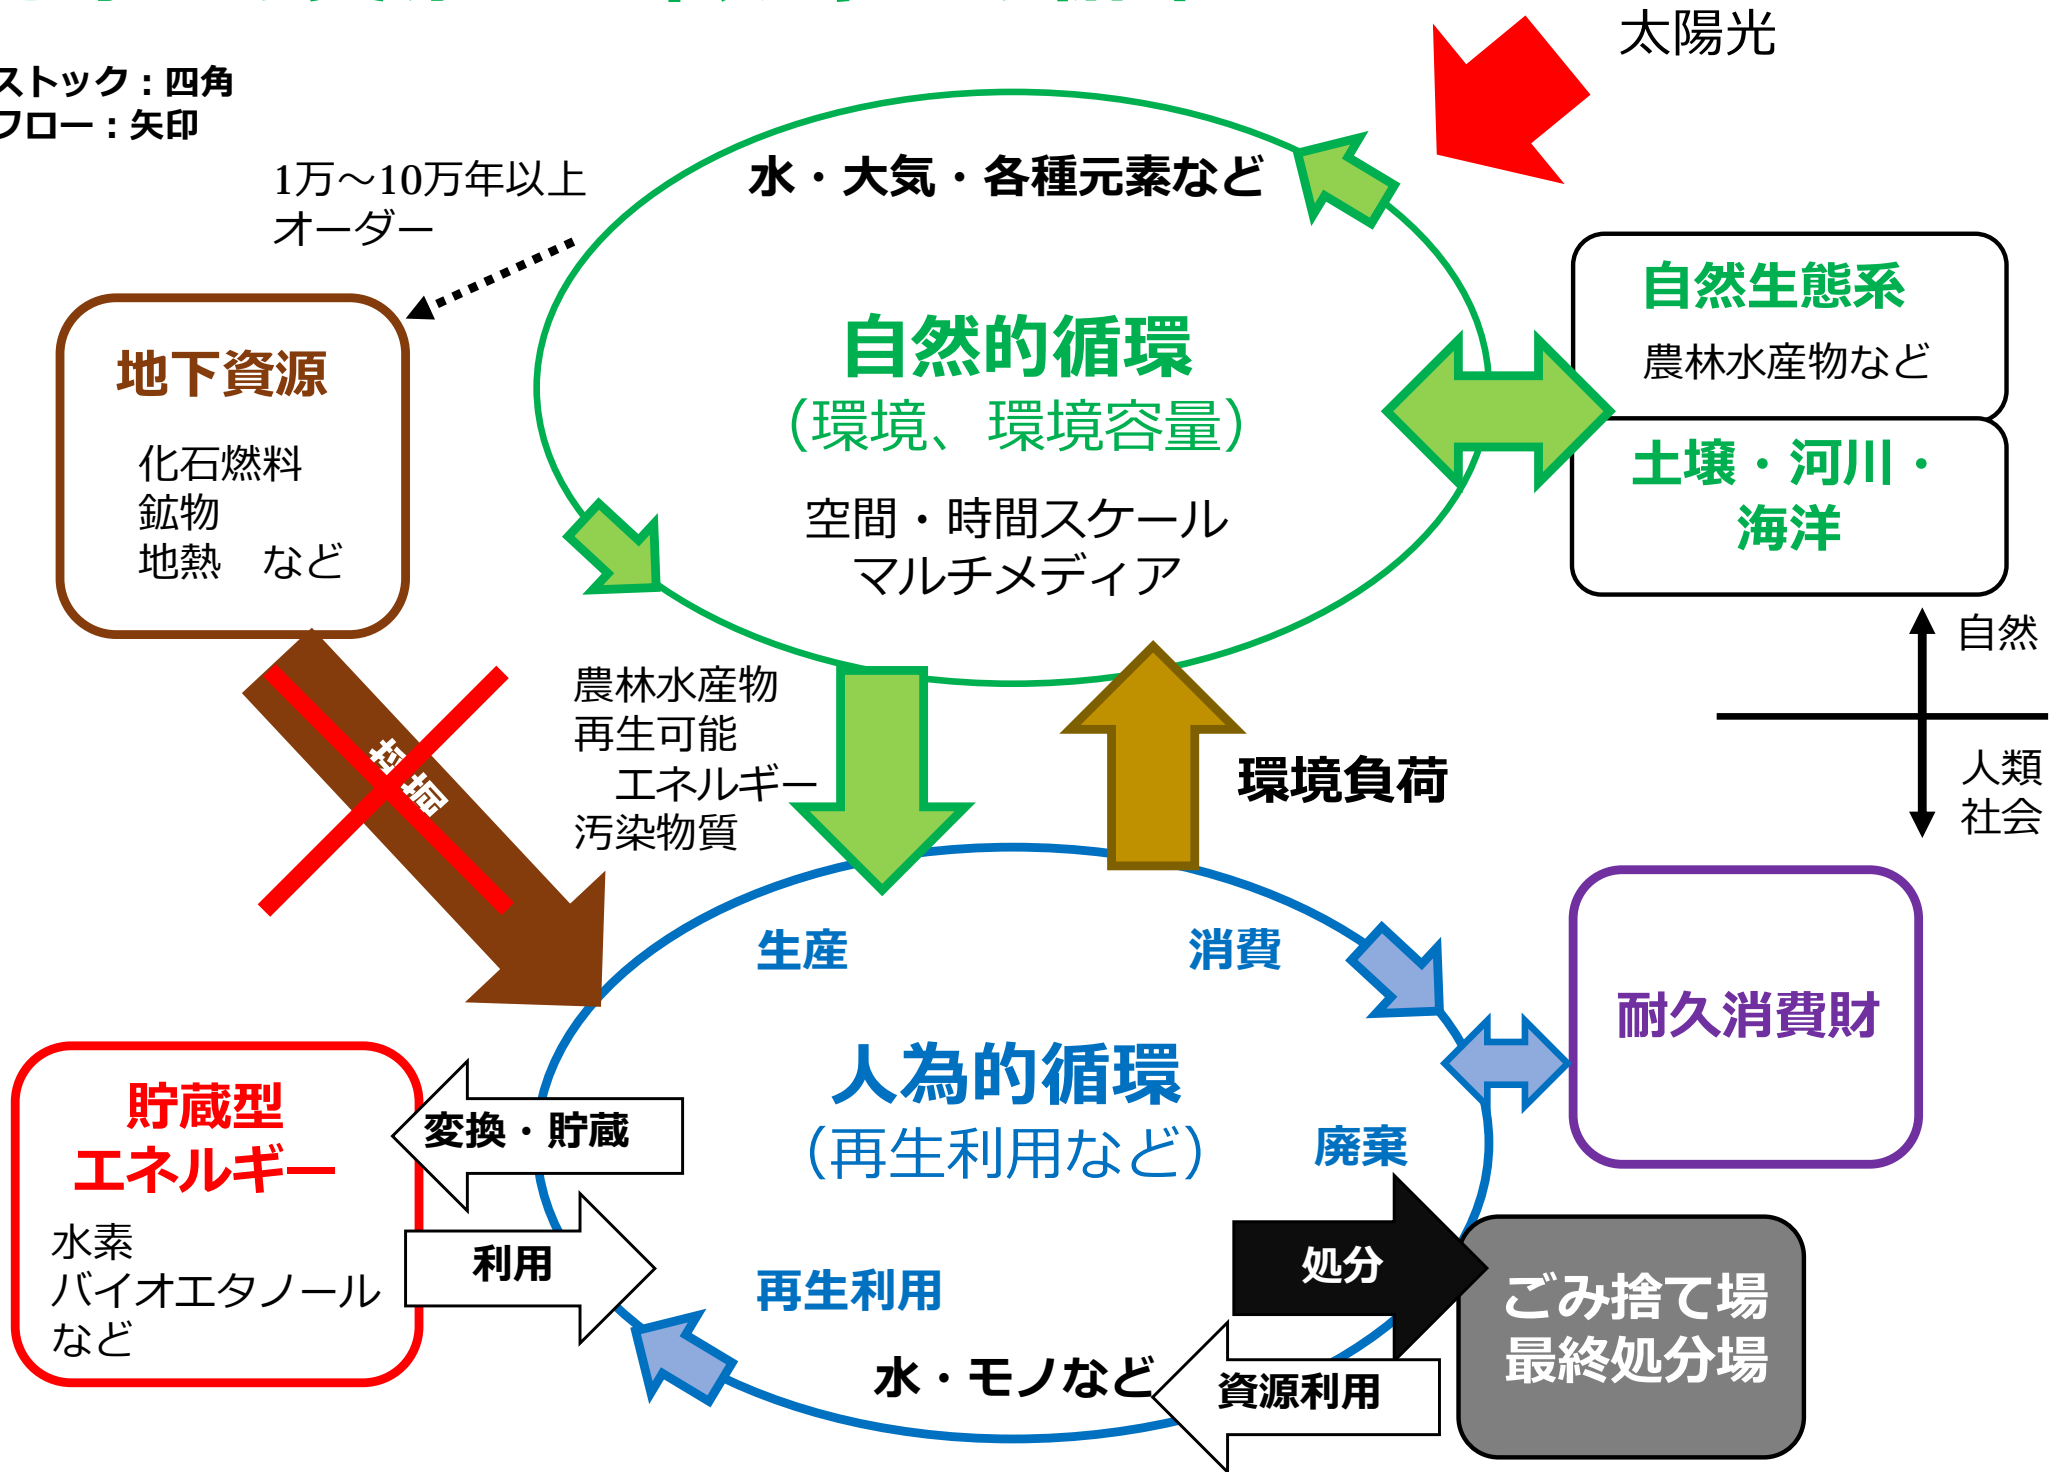 太陽光
ストック：四角
フロー：矢印
1万～10万年以上
オーダー
水・大気・各種元素など
自然的循環
（環境、環境容量）
空間・時間スケール
マルチメディア
自然生態系
農林水産物など
土壌・河川・
海洋
地下資源
化石燃料
鉱物
地熱　など
自然
人類
社会
農林水産物
再生可能
エネルギー
汚染物質
環境負荷
生産
消費
人為的循環
（再生利用など）
廃棄
再生利用
水・モノなど
耐久消費財
貯蔵型
エネルギー
水素
バイオエタノール
など
変換・貯蔵
利用
処分
資源利用
ごみ捨て場
最終処分場